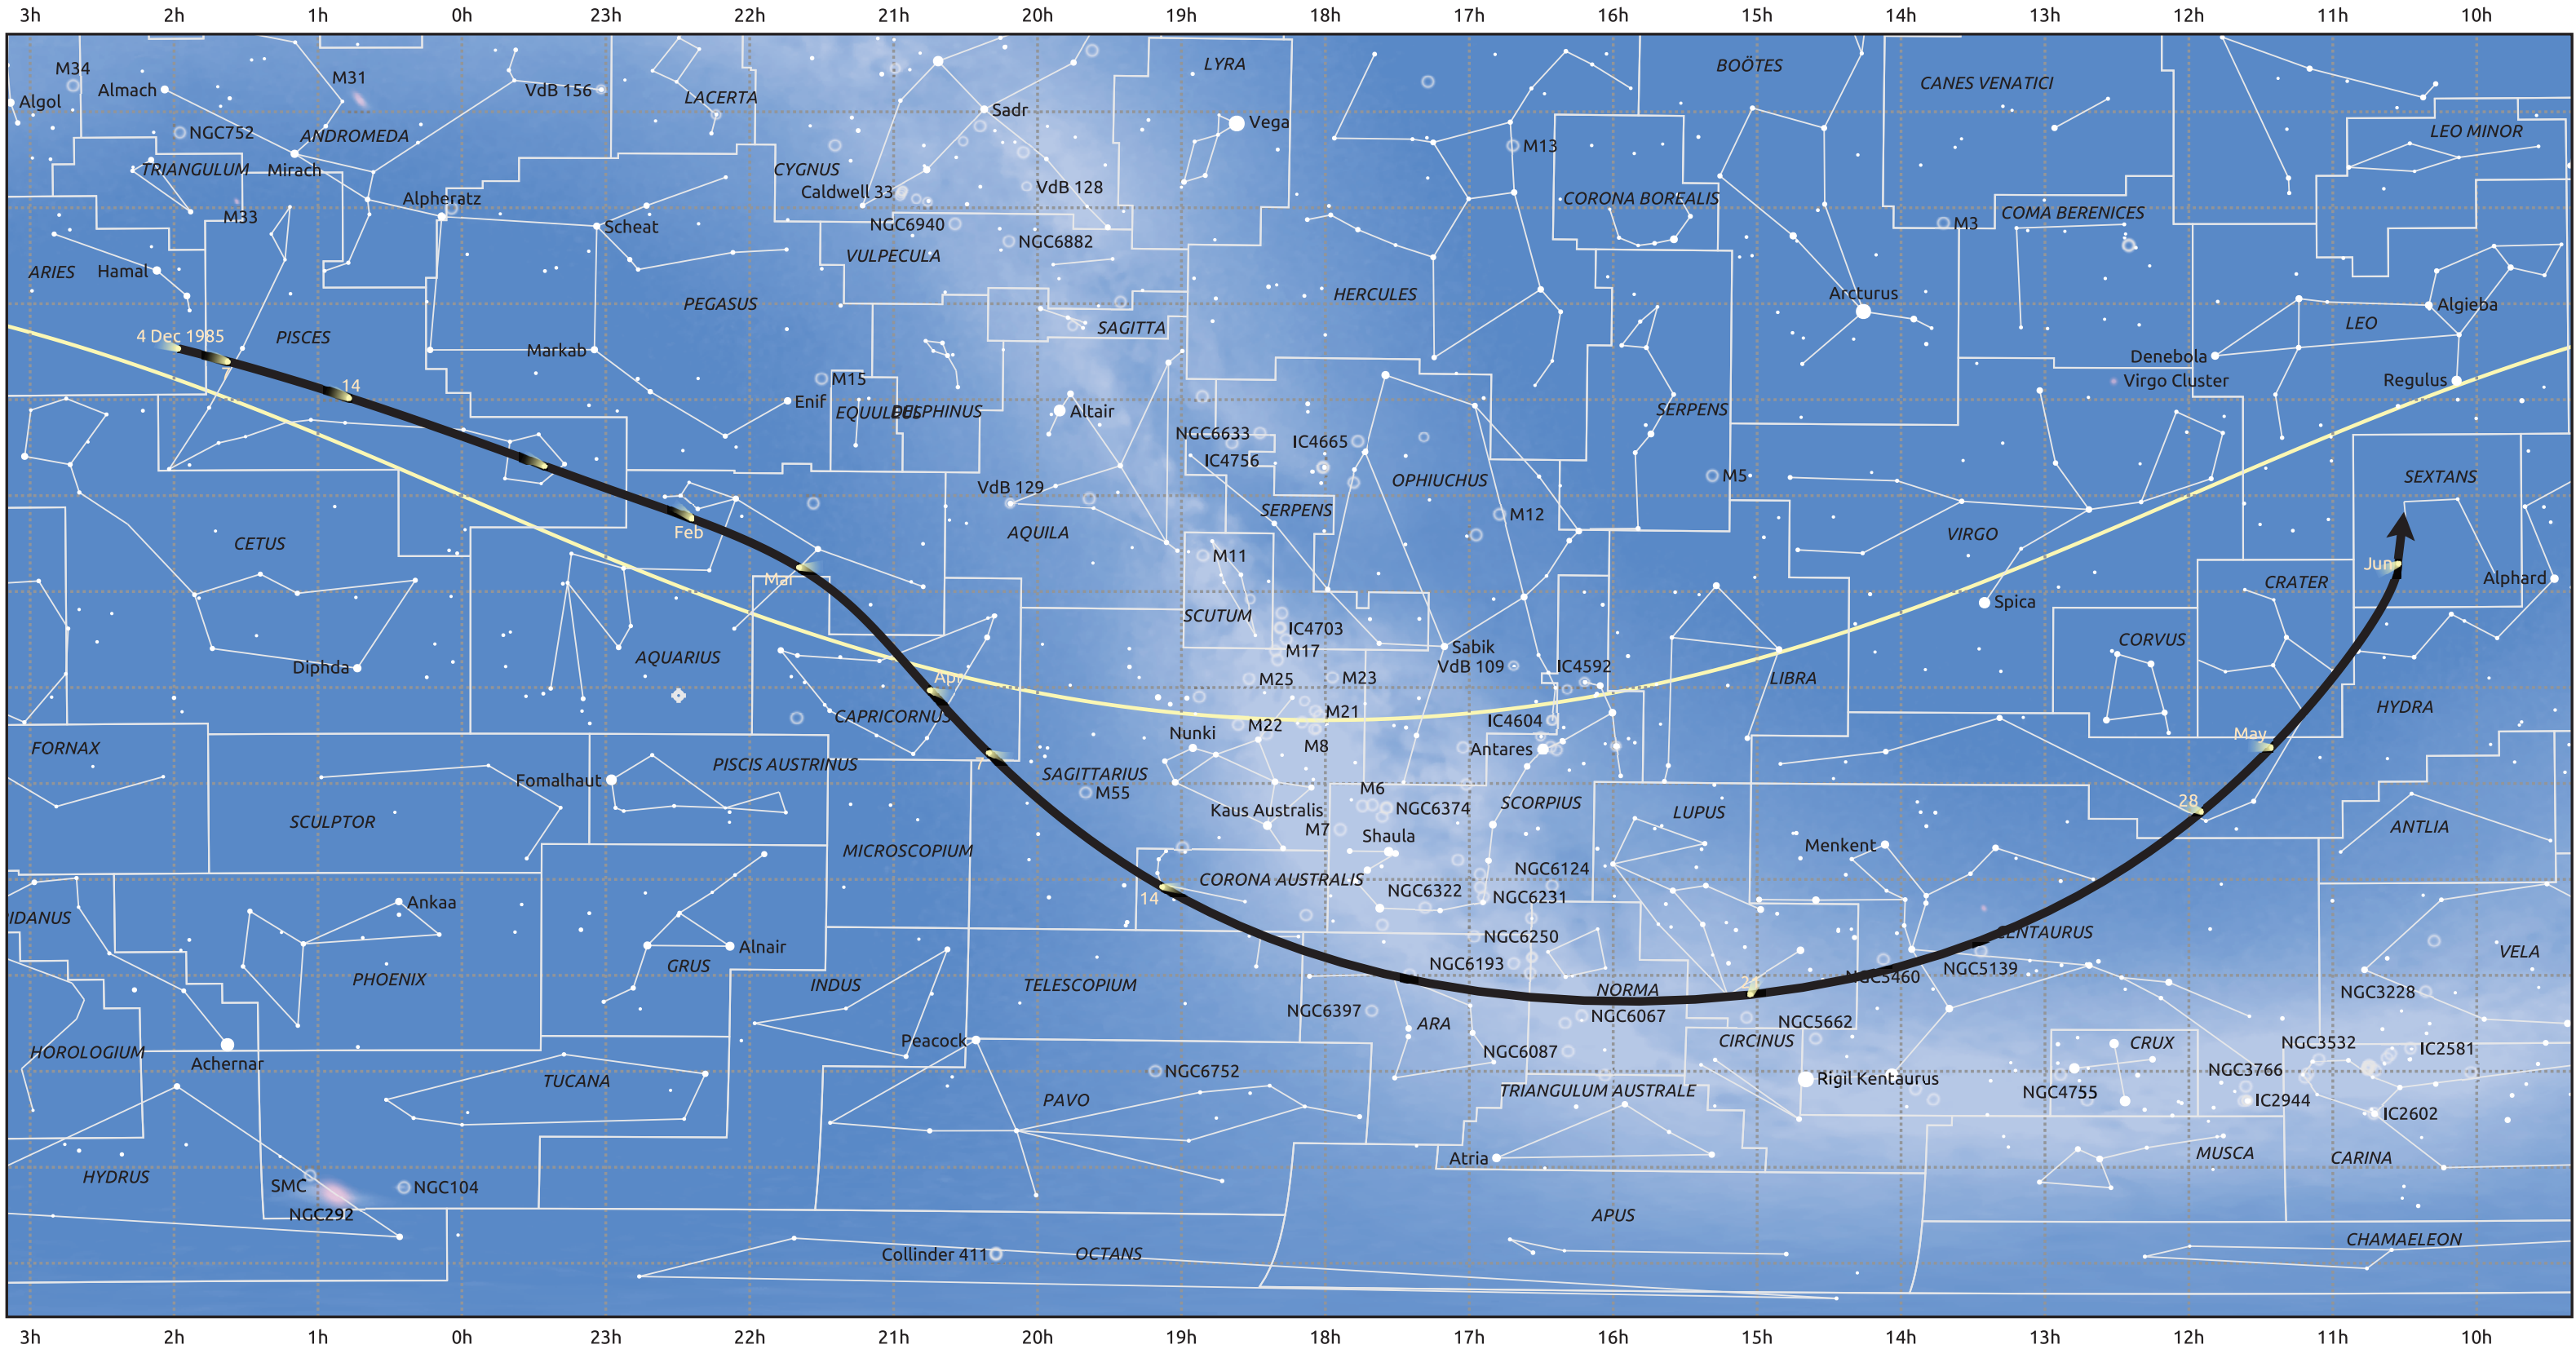 3h 2h 1h 0h 23h 22h 21h 20h 19h 18h 17h 16h 15h 14h 13h 12h 11h 10h
M34
Algol
Almach
M31
VdB 156
LACERTA
Sadr
LYRA
Vega
BOÖTES
CANES VENATICI
LEO MINOR
NGC752
ANDROMEDA
TRIANGULUM
Mirach
CYGNUS
M13
Caldwell 33
VdB 128
M33
Alpheratz
CORONA BOREALIS
COMA BERENICES
M3
Scheat
NGC6940
NGC6882
VULPECULA
ARIES
Hamal
PEGASUS
HERCULES
Arcturus
Algieba
4 Dec 1985
PISCES
SAGITTA
LEO
Markab
Denebola
7
14
M15
Virgo Cluster
Regulus
Enif
EQUULEUS
DELPHINUS
Altair
SERPENS
NGC6633
IC4665
IC4756
VdB 129
OPHIUCHUS
M5
SEXTANS
SERPENS
M12
Feb
CETUS
AQUILA
VIRGO
M11
Mar
Jun
CRATER
Alphard
SCUTUM
Spica
IC4703
M17
Sabik
CORVUS
Diphda
AQUARIUS
VdB 109
IC4592
Apr
M25
M23
LIBRA
CAPRICORNUS
M21
HYDRA
M22
IC4604
FORNAX
Nunki
M8
Antares
May
7
PISCIS AUSTRINUS
Fomalhaut
SAGITTARIUS
M55
M6
28
SCULPTOR
Kaus Australis
NGC6374
SCORPIUS
LUPUS
M7
Shaula
ANTLIA
MICROSCOPIUM
Menkent
CORONA AUSTRALIS
NGC6124
14
NGC6322
NGC6231
IDANUS
Ankaa
CENTAURUS
Alnair
NGC6250
VELA
GRUS
NGC6193
NGC5139
PHOENIX
INDUS
TELESCOPIUM
21
NGC5460
NORMA
NGC3228
NGC6397
NGC6067
ARA
NGC5662
HOROLOGIUM
Peacock
CIRCINUS
CRUX
NGC3532
IC2581
Achernar
NGC6087
TUCANA
NGC6752
Rigil Kentaurus
NGC3766
TRIANGULUM AUSTRALE
NGC4755
PAVO
IC2944
IC2602
Atria
MUSCA
CARINA
HYDRUS
SMC
NGC104
NGC292
APUS
Collinder 411
OCTANS
CHAMAELEON
3h 2h 1h 0h 23h 22h 21h 20h 19h 18h 17h 16h 15h 14h 13h 12h 11h 10h